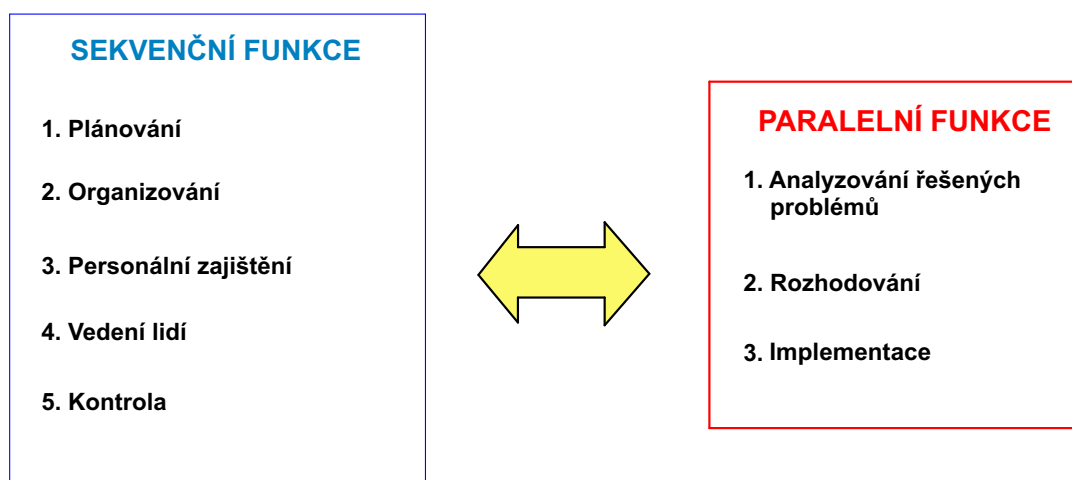 SEKVENČNÍ FUNKCE
1. Plánování
2. Organizování
3. Personální zajištění
4. Vedení lidí
5. Kontrola
PARALELNÍ FUNKCE
1. Analyzování řešených
problémů
2. Rozhodování
3. Implementace